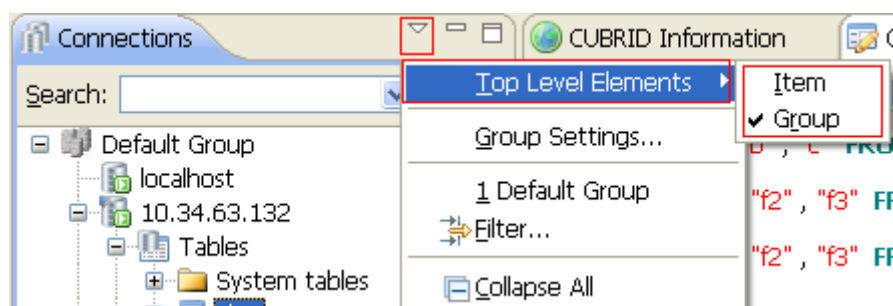 Connections
CUBRID Information
Search:
Top Level Elements
Item
Group
Default Group
Group Settings...
localhost
1 Default Group
"f2" , "f3"
10.34.63.132
Filter...
Tables
"f2" , "f3"
System tables
Collapse All